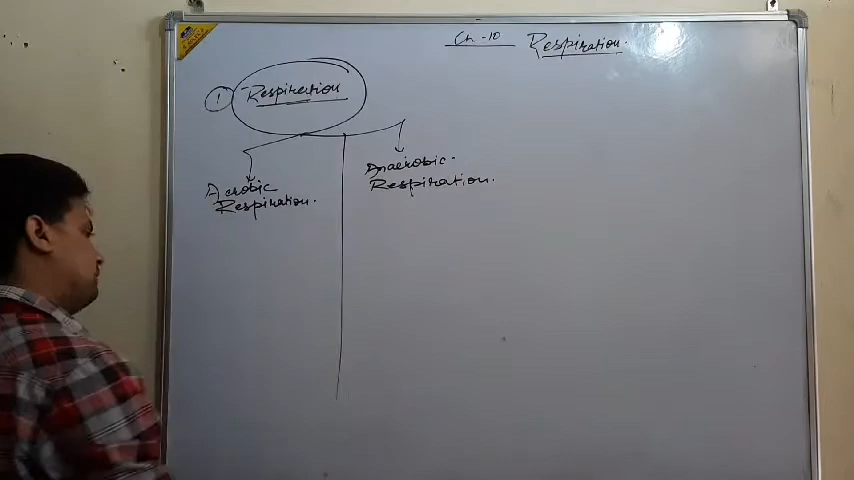 Ch-10 Respiration.
1 Respiration
Aerobic
Respiration.
Anaerobic.
Respiration.